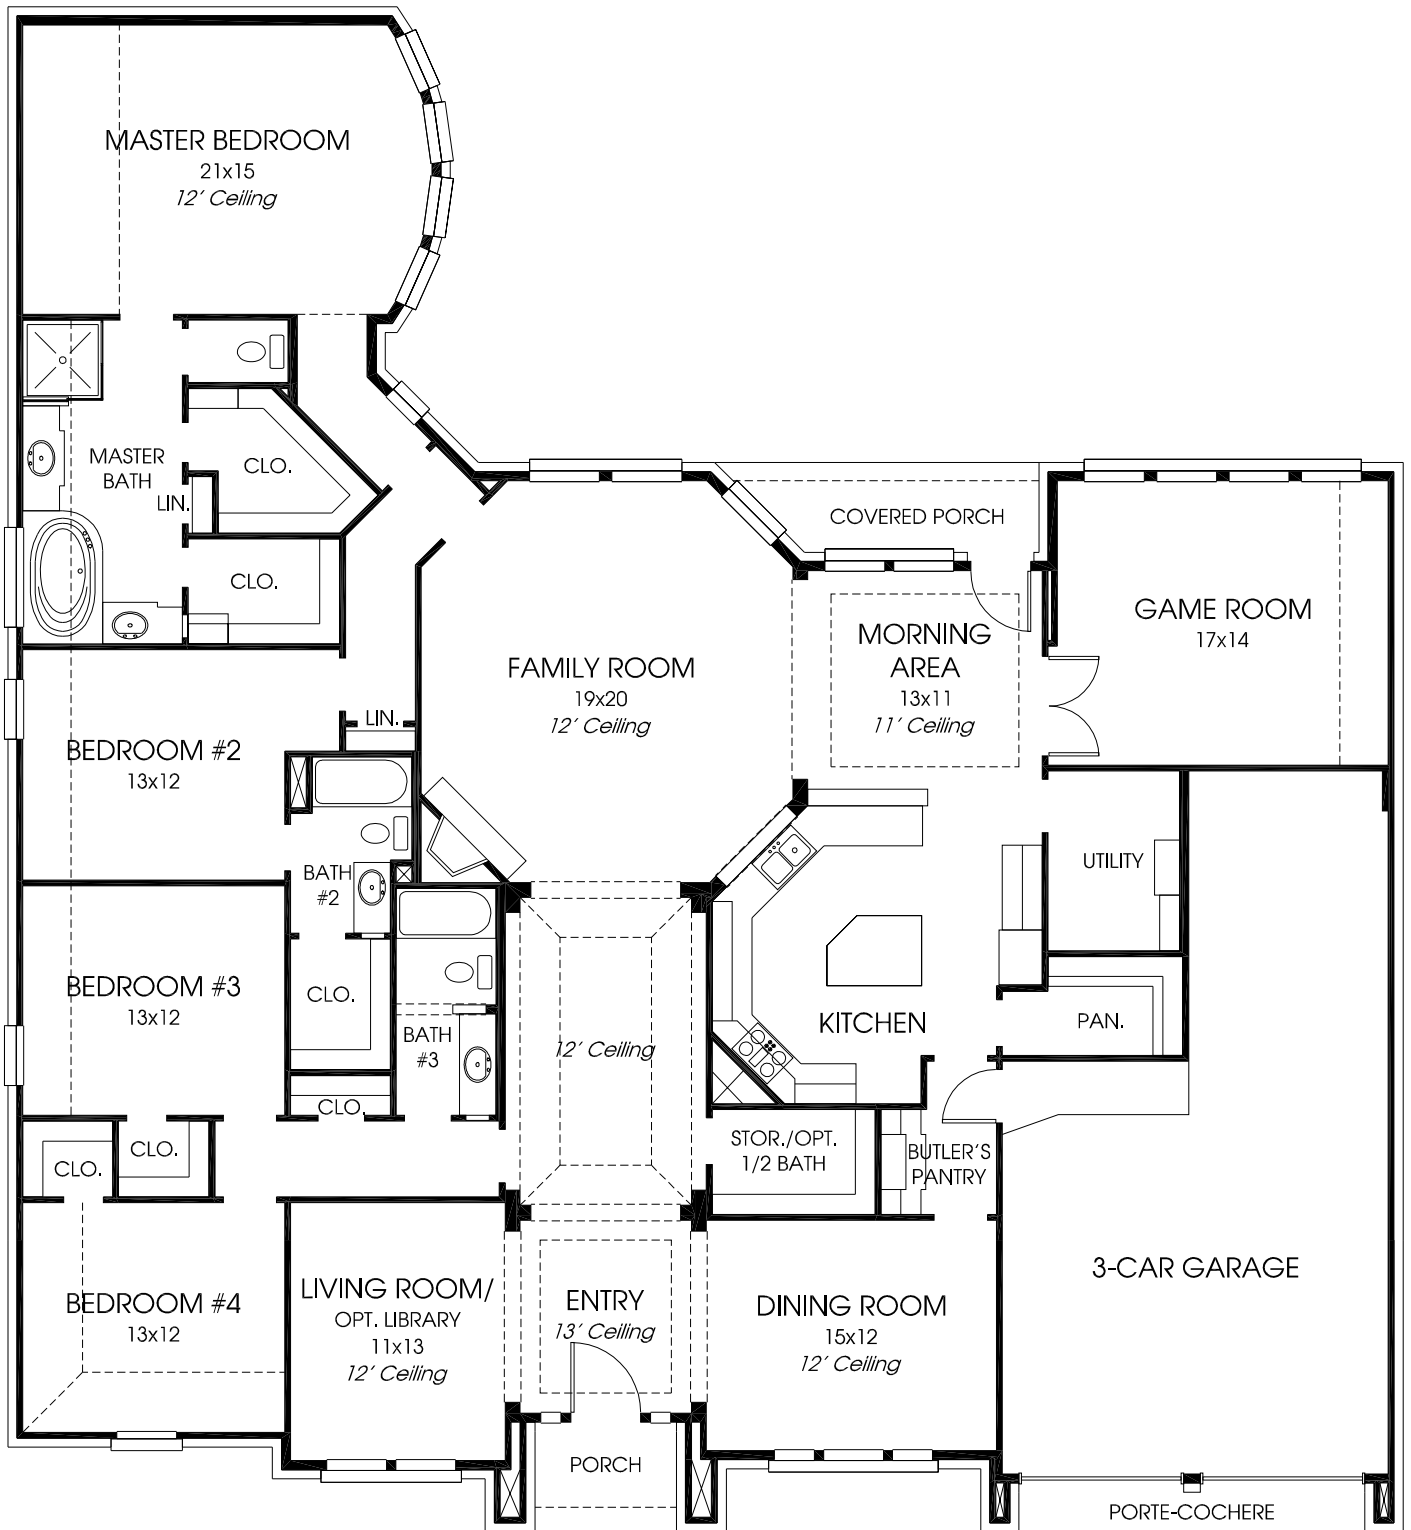 MASTER BEDROOM
21x15
12' Ceiling
MASTER
BATH
CLO.
LIN.
CLO.
COVERED PORCH
GAME ROOM
17x14
MORNING
AREA
13x11
11' Ceiling
FAMILY ROOM
19x20
12' Ceiling
LIN.
BEDROOM #2
13x12
UTILITY
BATH
#2
BEDROOM #3
13x12
CLO.
BATH
#3
12' Ceiling
KITCHEN
PAN.
CLO.
CLO.
CLO.
STOR./OPT.
1/2 BATH
BUTLER'S
PANTRY
BEDROOM #4
13x12
LIVING ROOM/
OPT. LIBRARY
11x13
12' Ceiling
ENTRY
13' Ceiling
DINING ROOM
15x12
12' Ceiling
3-CAR GARAGE
PORCH
PORTE-COCHERE